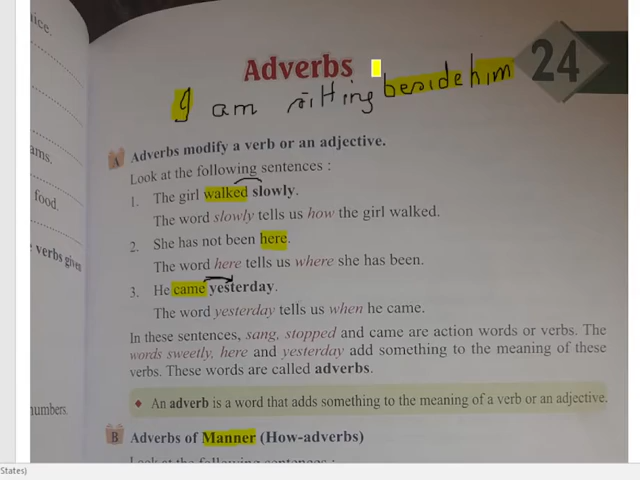 Adverbs
24
I am sitting beside him
A Adverbs modify a verb or an adjective.
Look at the following sentences :
1. The girl walked slowly.
The word slowly tells us how the girl walked.
2. She has not been here.
The word here tells us where she has been.
3. He came yesterday.
The word yesterday tells us when he came.
In these sentences, sang, stopped and came are action words or verbs. The
words sweetly, here and yesterday add something to the meaning of these
verbs. These words are called adverbs.
An adverb is a word that adds something to the meaning of a verb or an adjective.
B Adverbs of Manner (How-adverbs)
Look at the following sentences :
food.
verbs given
numbers.
States)